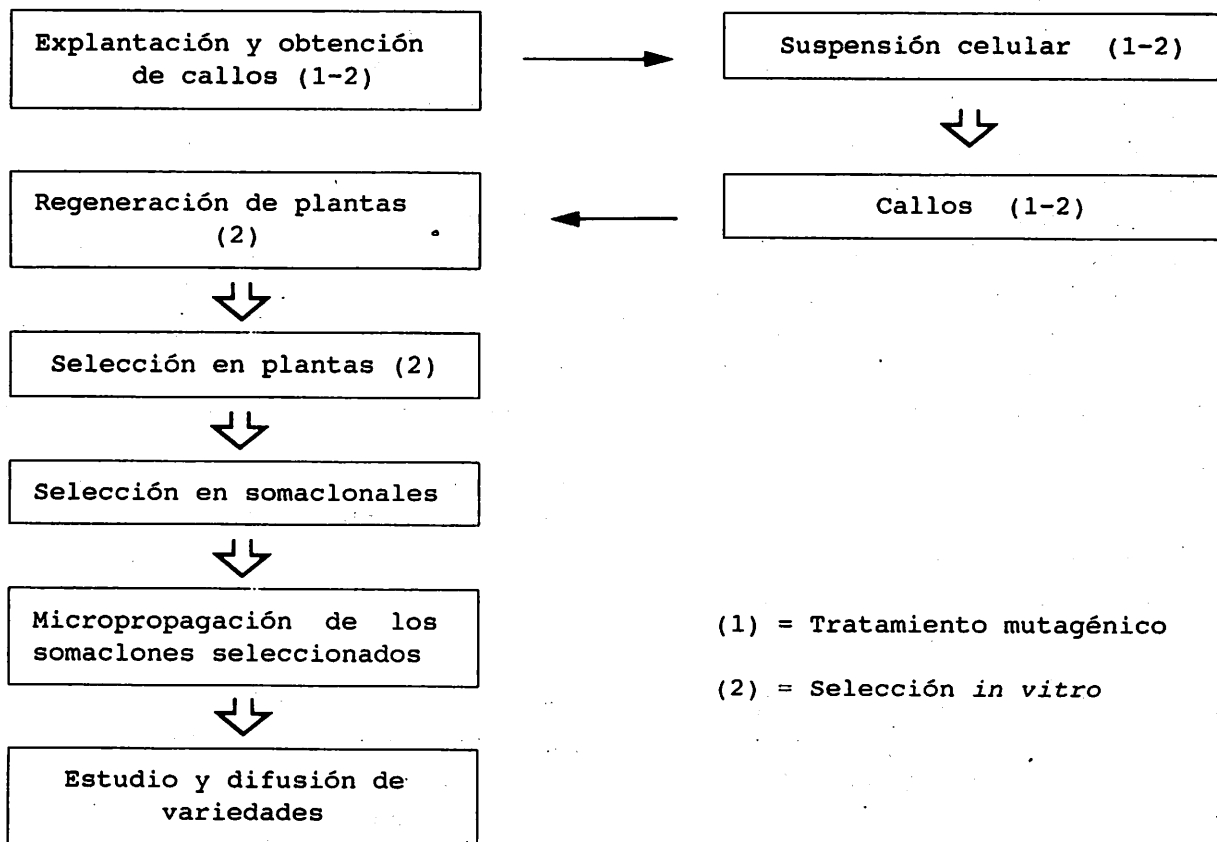 Explantación y obtención
de callos (1-2)
Suspensión celular (1-2)
Callos (1-2)
Regeneración de plantas
(2)
Selección en plantas (2)
Selección en somaclonales
Micropropagación de los
somaclones seleccionados
Estudio y difusión de
variedades
(1) = Tratamiento mutagénico
(2) = Selección in vitro